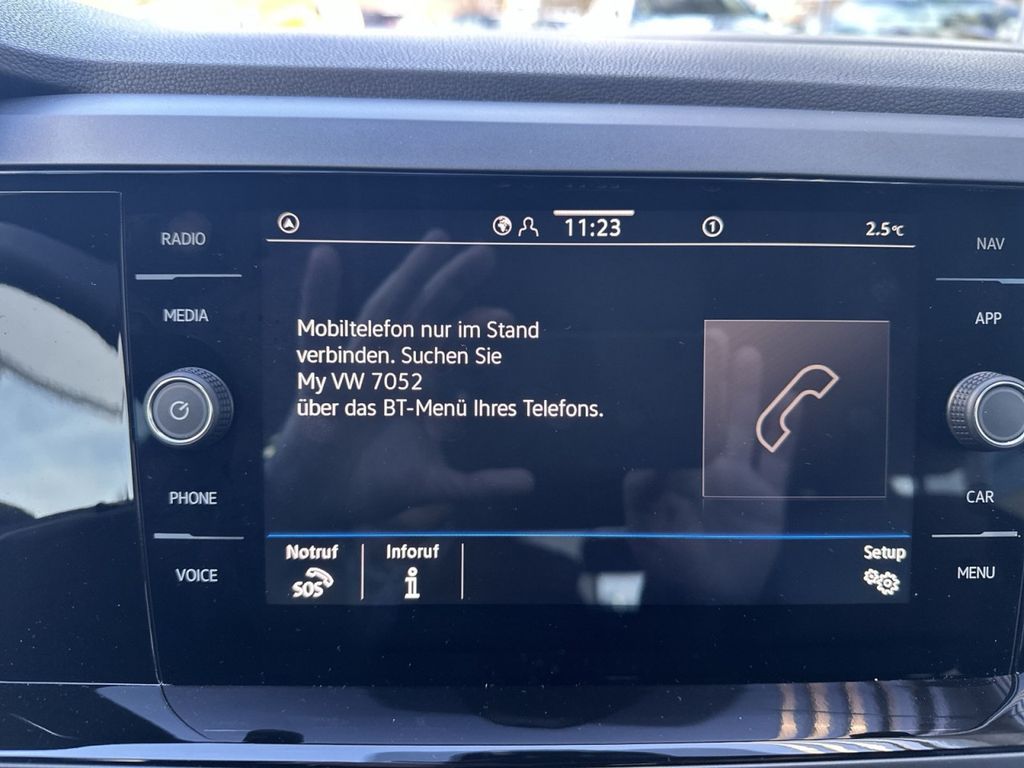 11:23
1
2.5°C
RADIO
NAV
MEDIA
APP
Mobiltelefon nur im Stand
verbinden. Suchen Sie
My VW 7052
über das BT-Menü Ihres Telefons.
PHONE
CAR
VOICE
MENU
Notruf
SOS
Inforuf
i
Setup